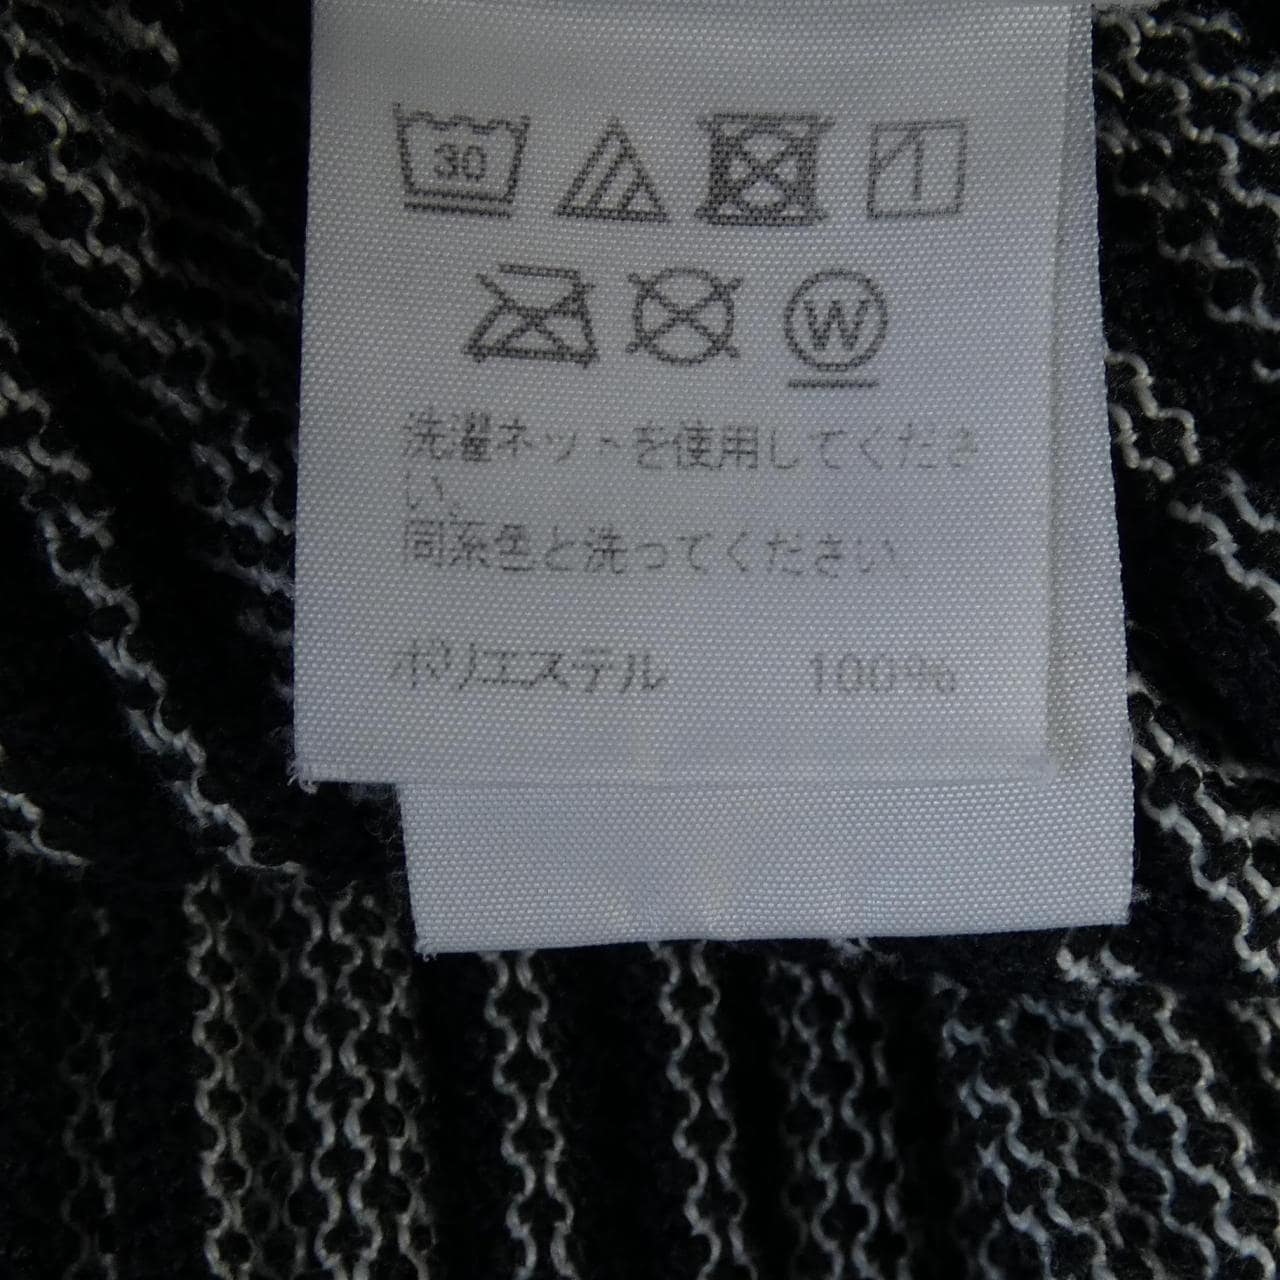 30
W
洗濯ネットを使用してくださ
い。
同系色と洗ってください。
ポリエステル 100%